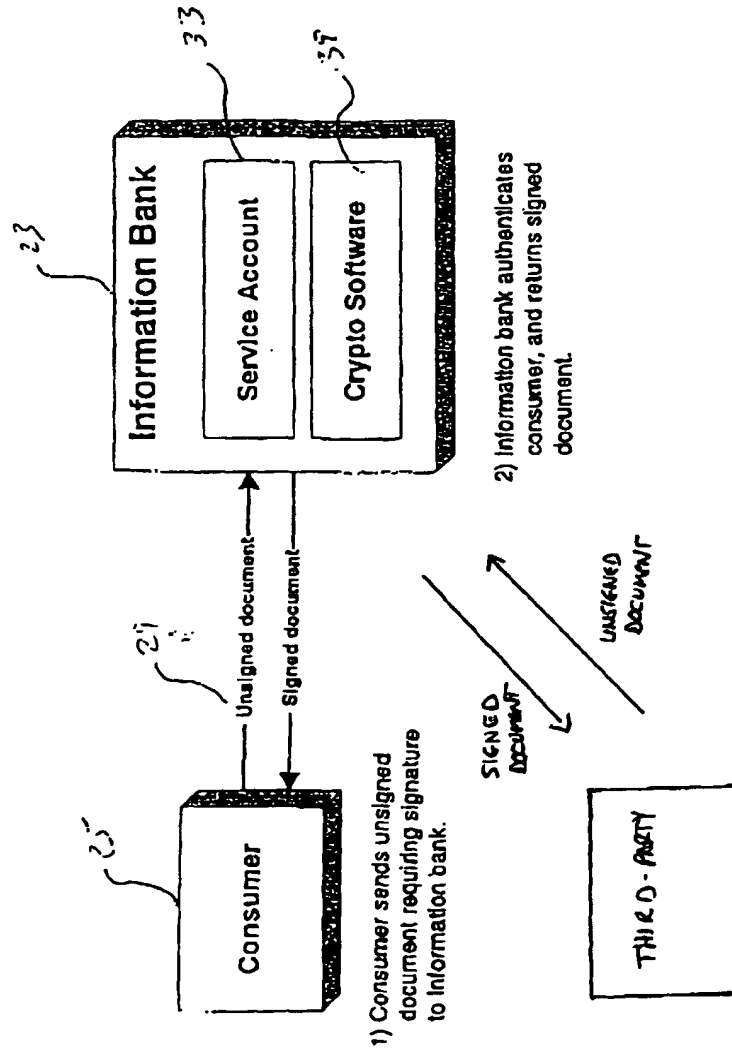 23
Information Bank
33
Service Account
Crypto Software
25
Consumer
Unsigned document
Signed document
1) Consumer sends unsigned
document requiring signature
to Information bank.
2) Information bank authenticates
consumer, and returns signed
document.
SIGNED
DOCUMENT
UNSIGNED
DOCUMENT
THIRD-PARTY